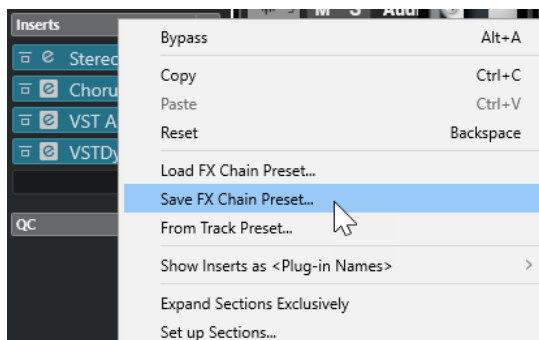 Inserts
M S
Bypass Alt+A
Copy Ctrl+C
Paste Ctrl+V
Reset Backspace
Load FX Chain Preset...
Save FX Chain Preset...
From Track Preset...
Show Inserts as <Plug-in Names>
Expand Sections Exclusively
Set up Sections...
Stereo
Choru
VST A
VSTDy
QC